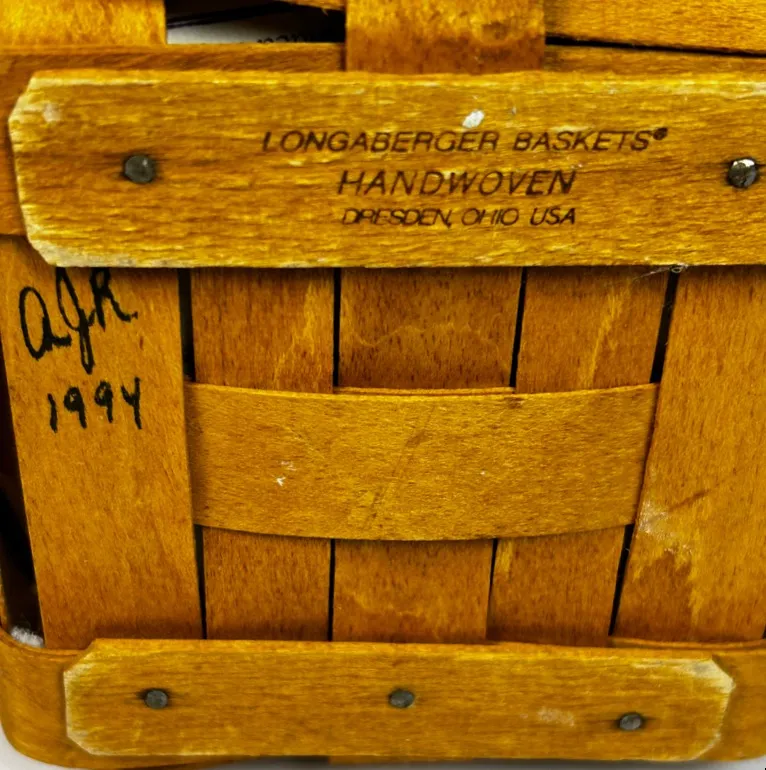 LONGABERGER BASKETS®
HANDWOVEN
DRESDEN, OHIO USA
AJR
1994